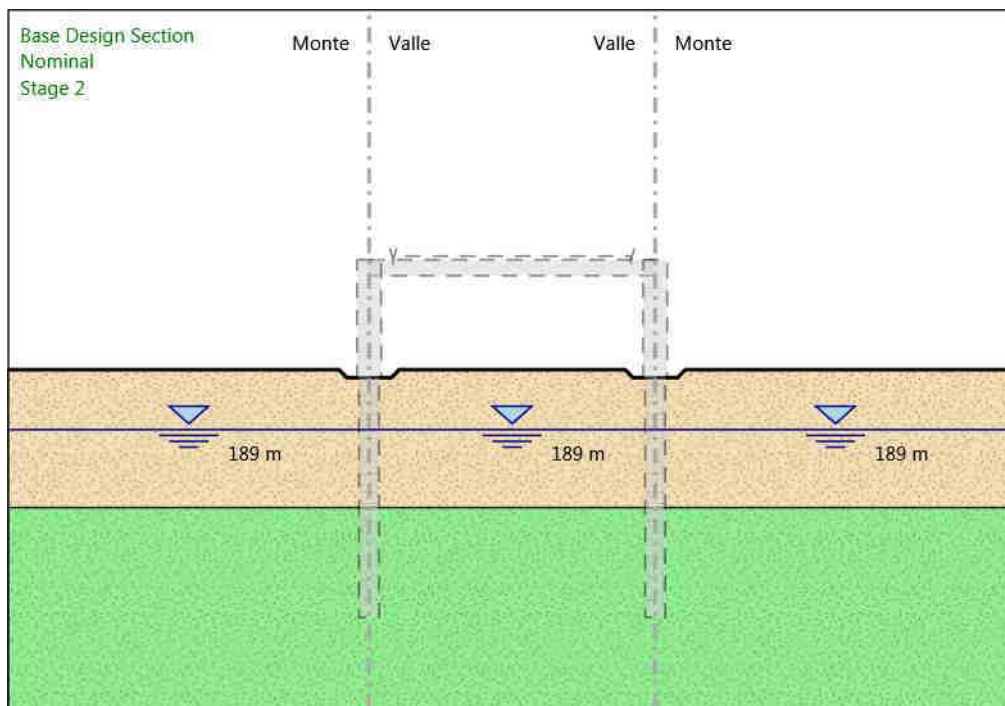 Base Design Section
Nominal
Stage 2
Monte Valle Valle Monte
189 m 189 m 189 m